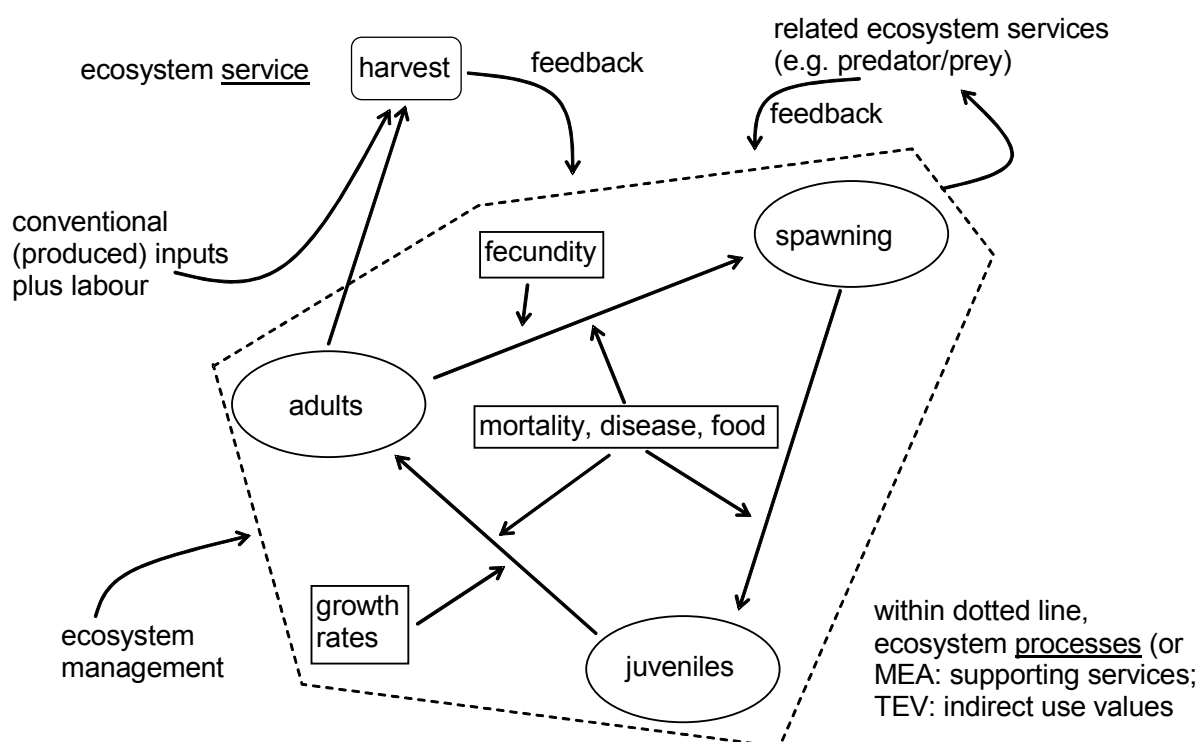 related ecosystem services
(e.g. predator/prey)
ecosystem service
harvest
feedback
feedback
conventional
(produced) inputs
plus labour
fecundity
spawning
adults
mortality, disease, food
growth
rates
juveniles
ecosystem
management
within dotted line,
ecosystem processes (or
MEA: supporting services;
TEV: indirect use values